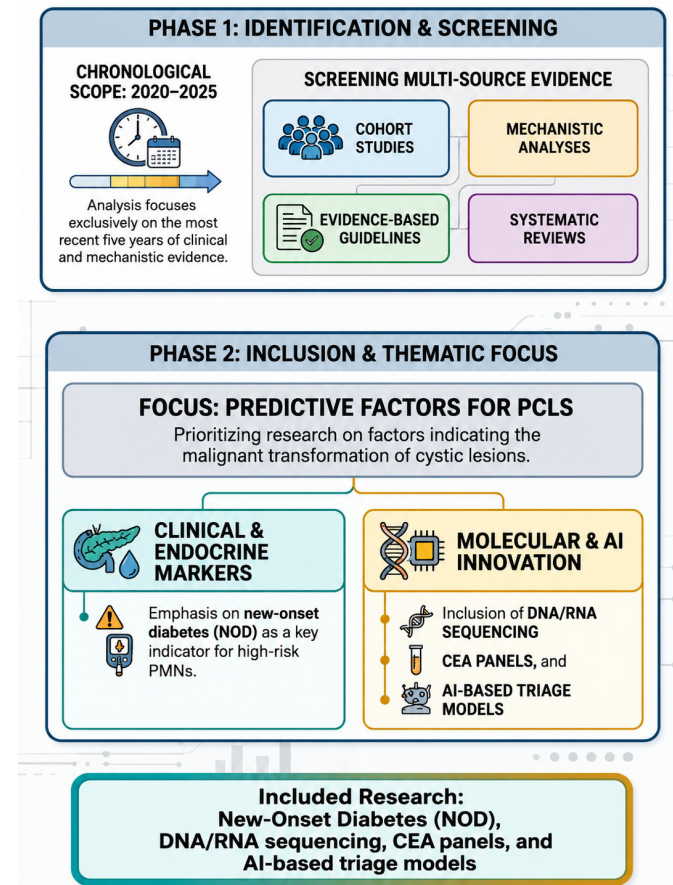 PHASE 1: IDENTIFICATION & SCREENING
CHRONOLOGICAL
SCOPE: 2020–2025
Analysis focuses
exclusively on the most
recent five years of clinical
and mechanistic evidence.
SCREENING MULTI-SOURCE EVIDENCE
COHORT
STUDIES
MECHANISTIC
ANALYSES
EVIDENCE-BASED
GUIDELINES
SYSTEMATIC
REVIEWS
PHASE 2: INCLUSION & THEMATIC FOCUS
FOCUS: PREDICTIVE FACTORS FOR PCLS
Prioritizing research on factors indicating the
malignant transformation of cystic lesions.
CLINICAL &
ENDOCRINE
MARKERS
Emphasis on new-onset
diabetes (NOD) as a key
indicator for high-risk
PMNs.
MOLECULAR & AI
INNOVATION
Inclusion of DNA/RNA
SEQUENCING
CEA PANELS, and
AI-BASED TRIAGE
MODELS
Included Research:
New-Onset Diabetes (NOD),
DNA/RNA sequencing, CEA panels, and
AI-based triage models